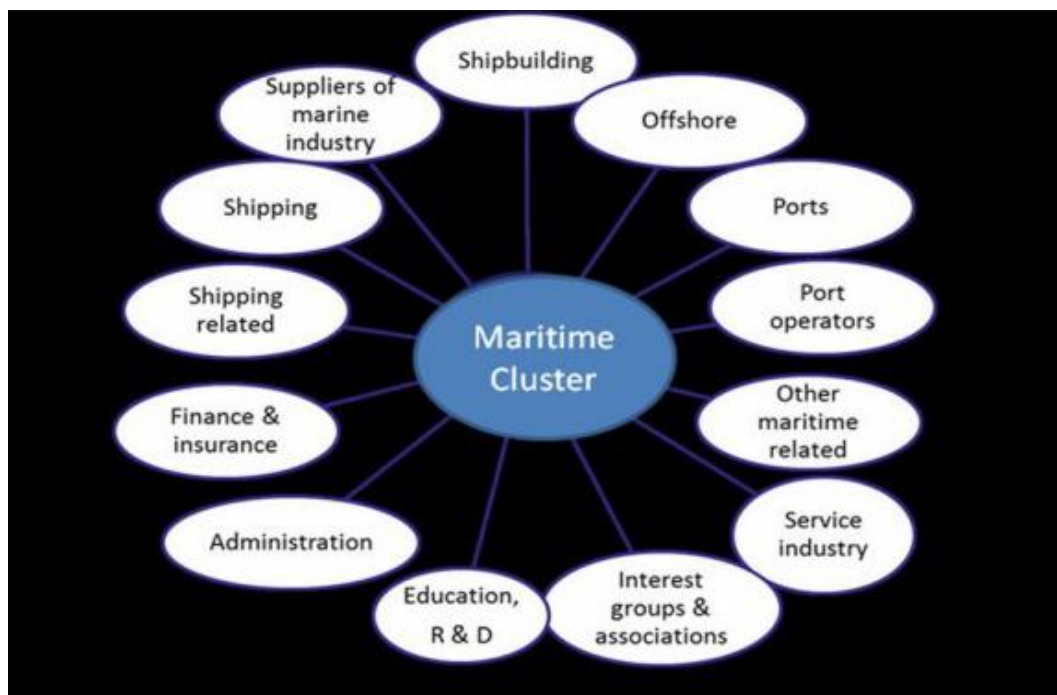 Shipbuilding
Suppliers of
marine
industry
Offshore
Shipping
Ports
Shipping
related
Port
operators
Maritime
Cluster
Finance &
insurance
Other
maritime
related
Administration
Service
industry
Education,
R & D
Interest
groups &
associations